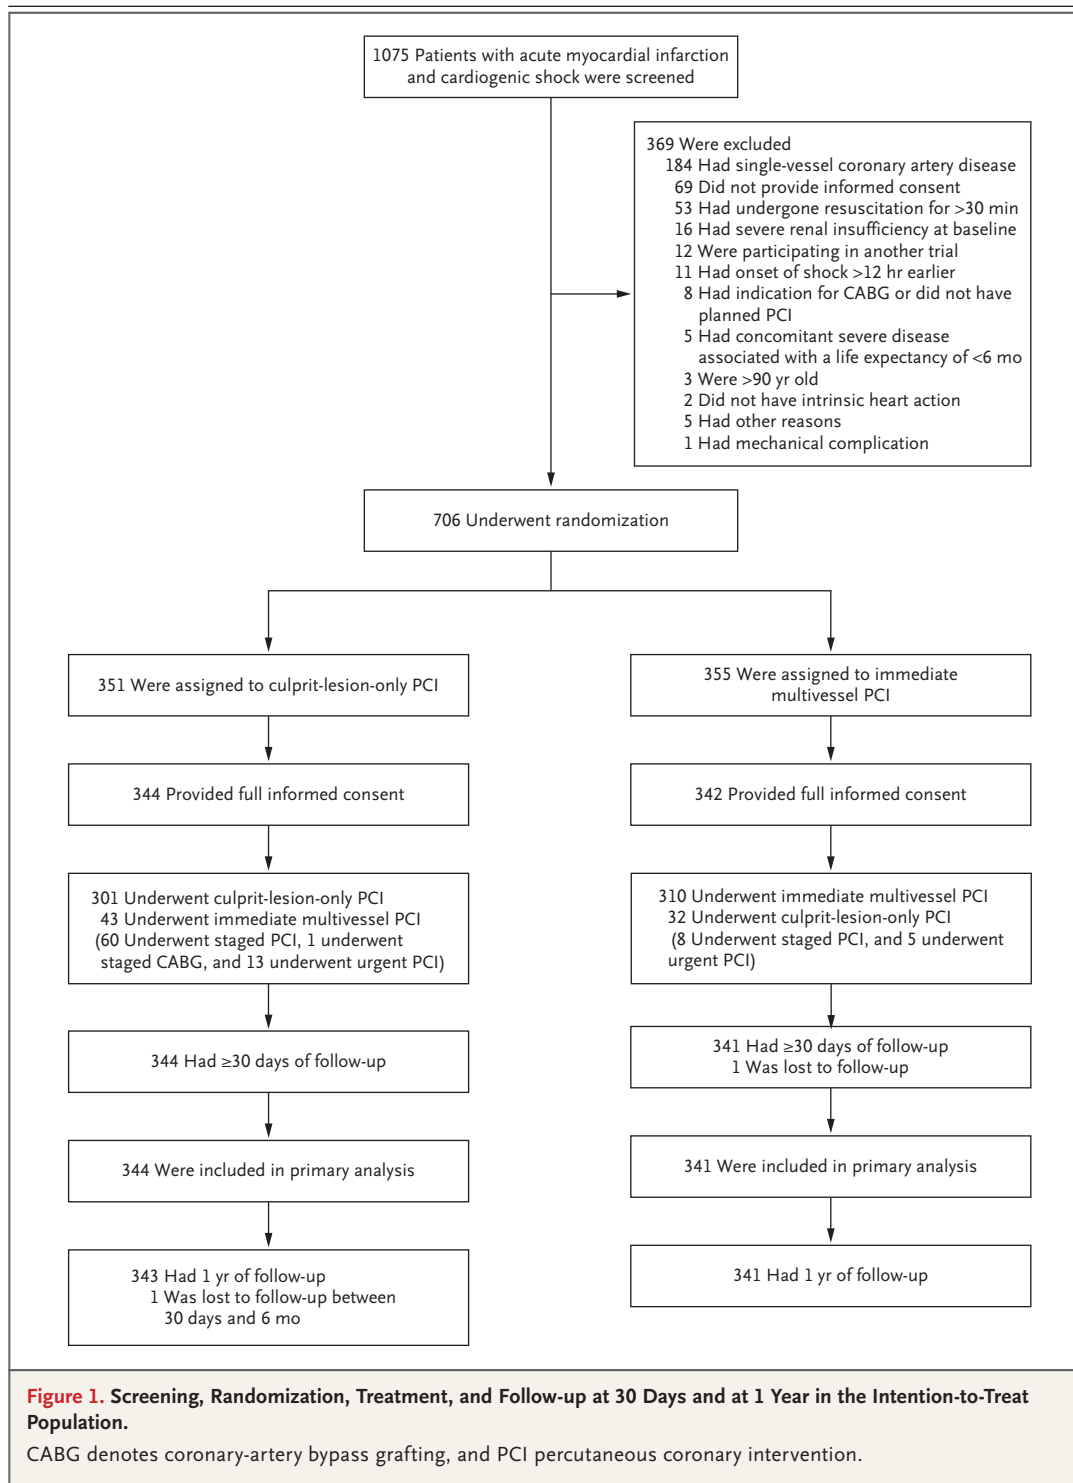 1075 Patients with acute myocardial infarction
and cardiogenic shock were screened
369 Were excluded
184 Had single-vessel coronary artery disease
69 Did not provide informed consent
53 Had undergone resuscitation for >30 min
16 Had severe renal insufficiency at baseline
12 Were participating in another trial
11 Had onset of shock >12 hr earlier
8 Had indication for CABG or did not have
planned PCI
5 Had concomitant severe disease
associated with a life expectancy of <6 mo
3 Were >90 yr old
2 Did not have intrinsic heart action
5 Had other reasons
1 Had mechanical complication
706 Underwent randomization
351 Were assigned to culprit-lesion-only PCI
355 Were assigned to immediate
multivessel PCI
344 Provided full informed consent
342 Provided full informed consent
301 Underwent culprit-lesion-only PCI
43 Underwent immediate multivessel PCI
(60 Underwent staged PCI, 1 underwent
staged CABG, and 13 underwent urgent PCI)
310 Underwent immediate multivessel PCI
32 Underwent culprit-lesion-only PCI
(8 Underwent staged PCI, and 5 underwent
urgent PCI)
344 Had ≥30 days of follow-up
341 Had ≥30 days of follow-up
1 Was lost to follow-up
344 Were included in primary analysis
341 Were included in primary analysis
343 Had 1 yr of follow-up
1 Was lost to follow-up between
30 days and 6 mo
341 Had 1 yr of follow-up
Figure 1. Screening, Randomization, Treatment, and Follow-up at 30 Days and at 1 Year in the Intention-to-Treat
Population.
CABG denotes coronary-artery bypass grafting, and PCI percutaneous coronary intervention.